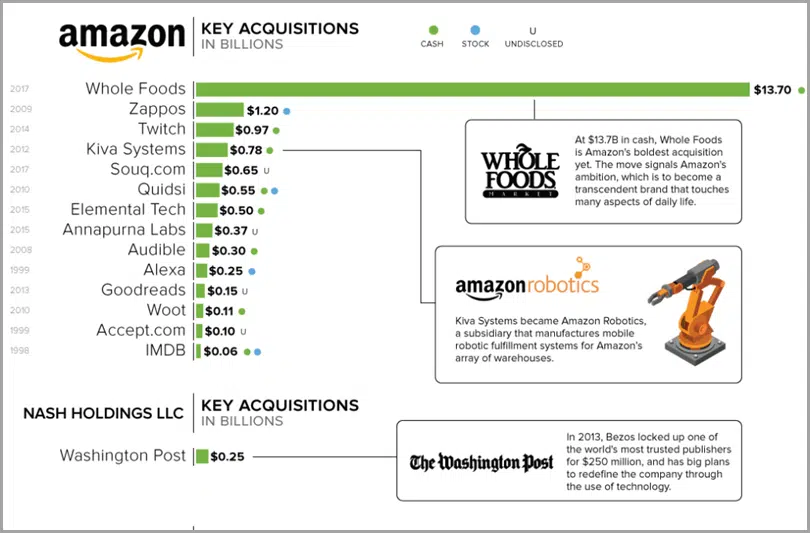 amazon
KEY ACQUISITIONS
IN BILLIONS
CASH
STOCK
U
UNDISCLOSED
2017 Whole Foods $13.70
2009 Zappos $1.20
2014 Twitch $0.97
2012 Kiva Systems $0.78
2017 Souq.com $0.65 U
2010 Quidsi $0.55
2015 Elemental Tech $0.50
2015 Annapurna Labs $0.37 U
2008 Audible $0.30
1999 Alexa $0.25
2013 Goodreads $0.15 U
2010 Woot $0.11
1999 Accept.com $0.10 U
1998 IMDB $0.06
WHOLE
FOODS
MARKET
At $13.7B in cash, Whole Foods
is Amazon's boldest acquisition
yet. The move signals Amazon's
ambition, which is to become a
transcendent brand that touches
many aspects of daily life.
amazonrobotics
Kiva Systems became Amazon Robotics,
a subsidiary that manufactures mobile
robotic fulfillment systems for Amazon's
array of warehouses.
NASH HOLDINGS LLC
KEY ACQUISITIONS
IN BILLIONS
Washington Post $0.25
The Washington Post
In 2013, Bezos locked up one of
the world's most trusted publishers
for $250 million, and has big plans
to redefine the company through
the use of technology.